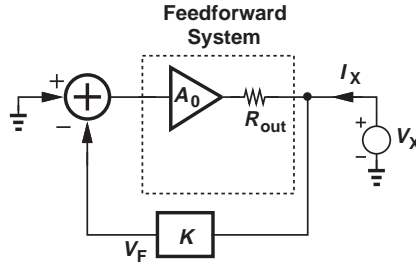 Feedforward
System
+
−
+
A0
Rout
IX
+
−
VX
VF
K